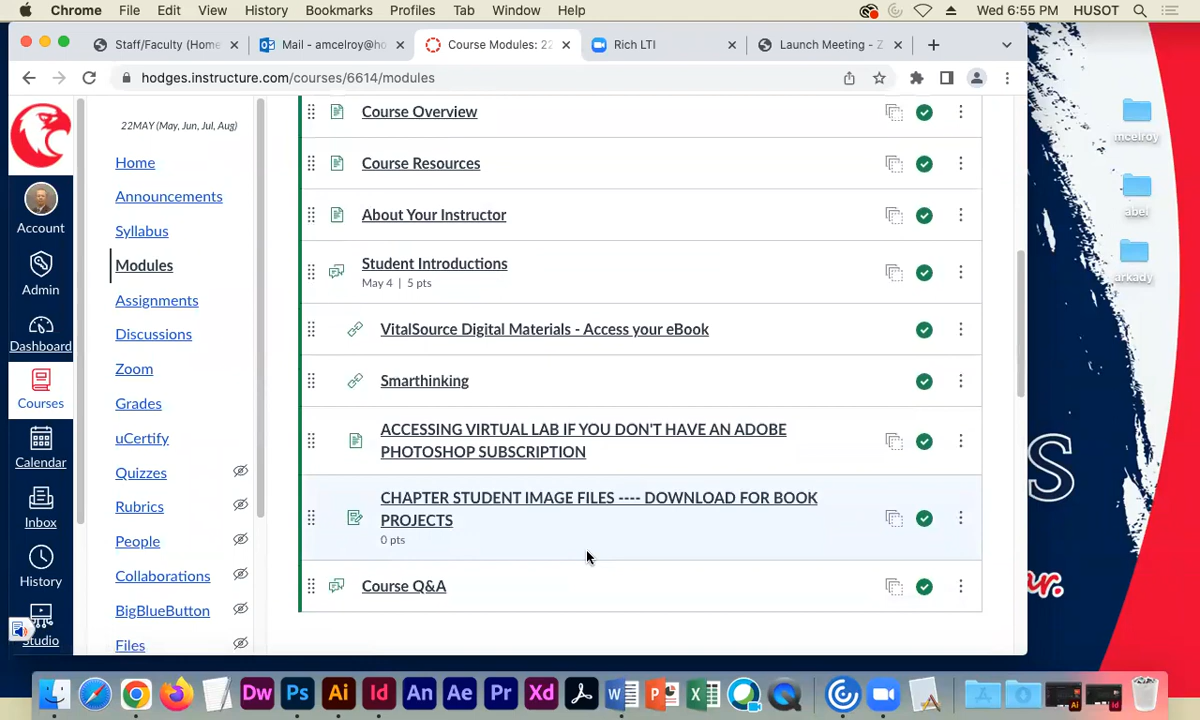 Chrome File Edit View History Bookmarks Profiles Tab Window Help Wed 6:55 PM HUSOT
Staff/Faculty (Home Mail - amcelroy@ho Course Modules: 22 Rich LTI Launch Meeting - Z
hodges.instructure.com/courses/6614/modules
22MAY (May, Jun, Jul, Aug)
Home
Announcements
Syllabus
Modules
Assignments
Discussions
Zoom
Grades
uCertify
Quizzes
Rubrics
People
Collaborations
BigBlueButton
Files
Account
Admin
Dashboard
Courses
Calendar
Inbox
History
Studio
Course Overview
Course Resources
About Your Instructor
Student Introductions
May 4 | 5 pts
VitalSource Digital Materials - Access your eBook
Smarthinking
ACCESSING VIRTUAL LAB IF YOU DON'T HAVE AN ADOBE
PHOTOSHOP SUBSCRIPTION
CHAPTER STUDENT IMAGE FILES ---- DOWNLOAD FOR BOOK
PROJECTS
0 pts
Course Q&A
mcelroy
abel
arkady
S
ar.
Dw Ps Ai Id An Ae Pr Xd W P X Ai Id